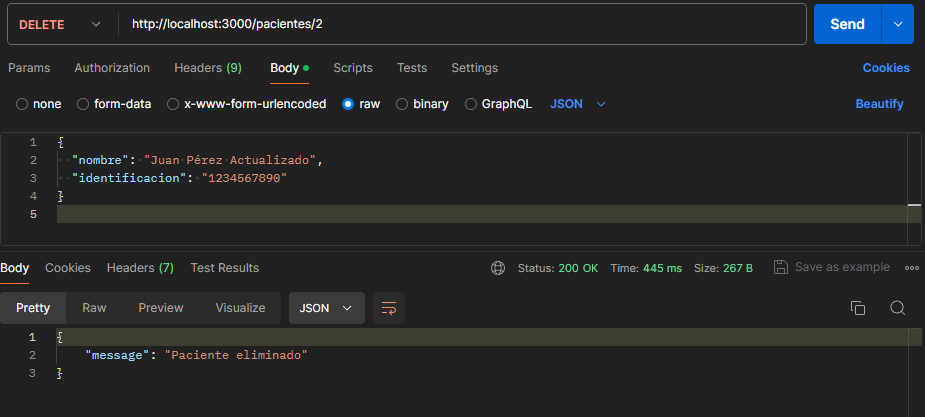 DELETE http://localhost:3000/pacientes/2 Send
Params Authorization Headers (9) Body Scripts Tests Settings Cookies
none form-data x-www-form-urlencoded raw binary GraphQL JSON Beautify
1 {
2 "nombre": "Juan Pérez Actualizado",
3 "identificacion": "1234567890"
4 }
5
Body Cookies Headers (7) Test Results Status: 200 OK Time: 445 ms Size: 267 B Save as example
Pretty Raw Preview Visualize JSON
1 {
2 "message": "Paciente eliminado"
3 }